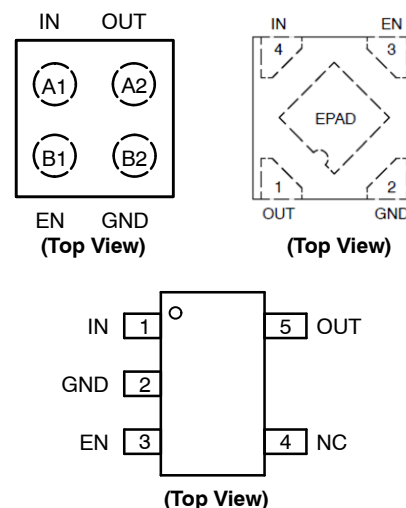 IN OUT
A1 A2
B1 B2
EN GND
(Top View)
IN EN
4 3
EPAD
1 2
OUT GND
(Top View)
IN 1 5 OUT
GND 2
EN 3 4 NC
(Top View)